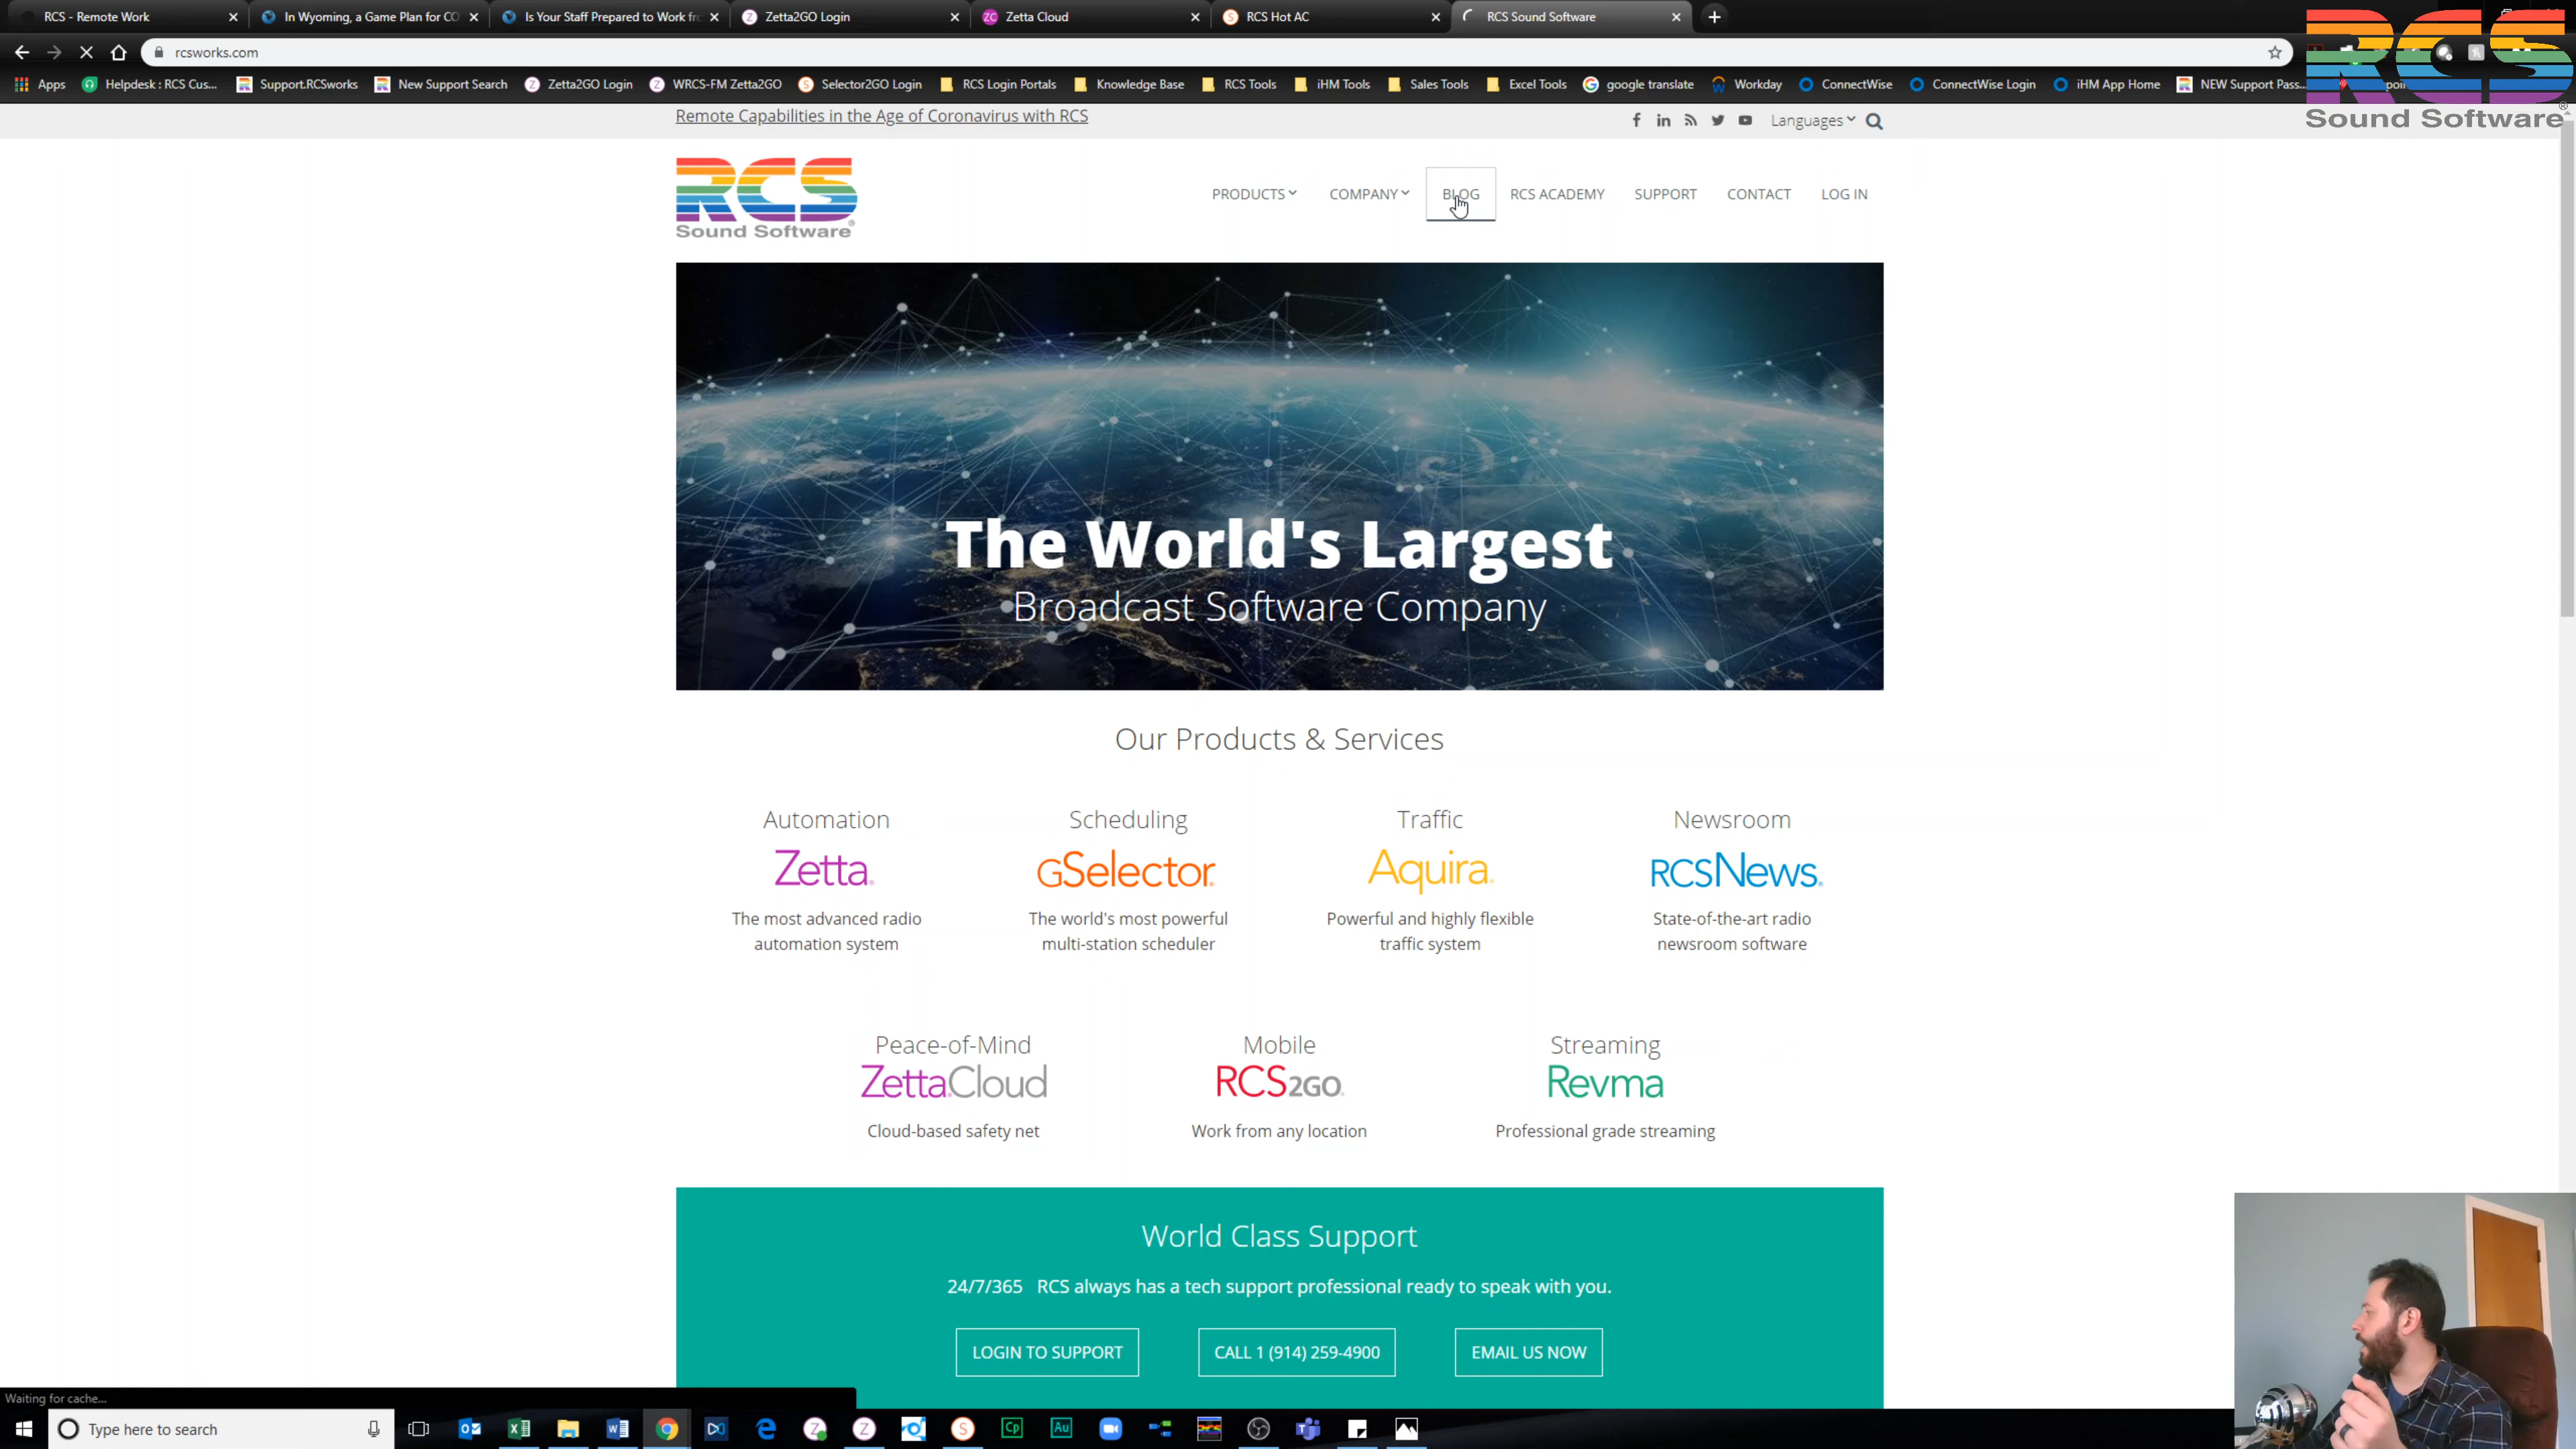 RCS - Remote Work
In Wyoming, a Game Plan for CO
Is Your Staff Prepared to Work fr
Zetta2GO Login
Zetta Cloud
RCS Hot AC
RCS Sound Software
rcsworks.com
Apps
Helpdesk : RCS Cus...
Support.RCSworks
New Support Search
Zetta2GO Login
WRCS-FM Zetta2GO
Selector2GO Login
RCS Login Portals
Knowledge Base
RCS Tools
iHM Tools
Sales Tools
Excel Tools
google translate
Workday
ConnectWise
ConnectWise Login
iHM App Home
NEW Support Pass...
RCS
Sound Software
Remote Capabilities in the Age of Coronavirus with RCS
Languages
RCS
Sound Software
PRODUCTS
COMPANY
BLOG
RCS ACADEMY
SUPPORT
CONTACT
LOG IN
The World's Largest
Broadcast Software Company
Our Products & Services
Automation
Zetta
The most advanced radio
automation system
Scheduling
GSelector
The world's most powerful
multi-station scheduler
Traffic
Aquira
Powerful and highly flexible
traffic system
Newsroom
RCSNews
State-of-the-art radio
newsroom software
Peace-of-Mind
Zetta Cloud
Cloud-based safety net
Mobile
RCS2GO
Work from any location
Streaming
Revma
Professional grade streaming
World Class Support
24/7/365 RCS always has a tech support professional ready to speak with you.
LOGIN TO SUPPORT
CALL 1 (914) 259-4900
EMAIL US NOW
Waiting for cache...
Type here to search